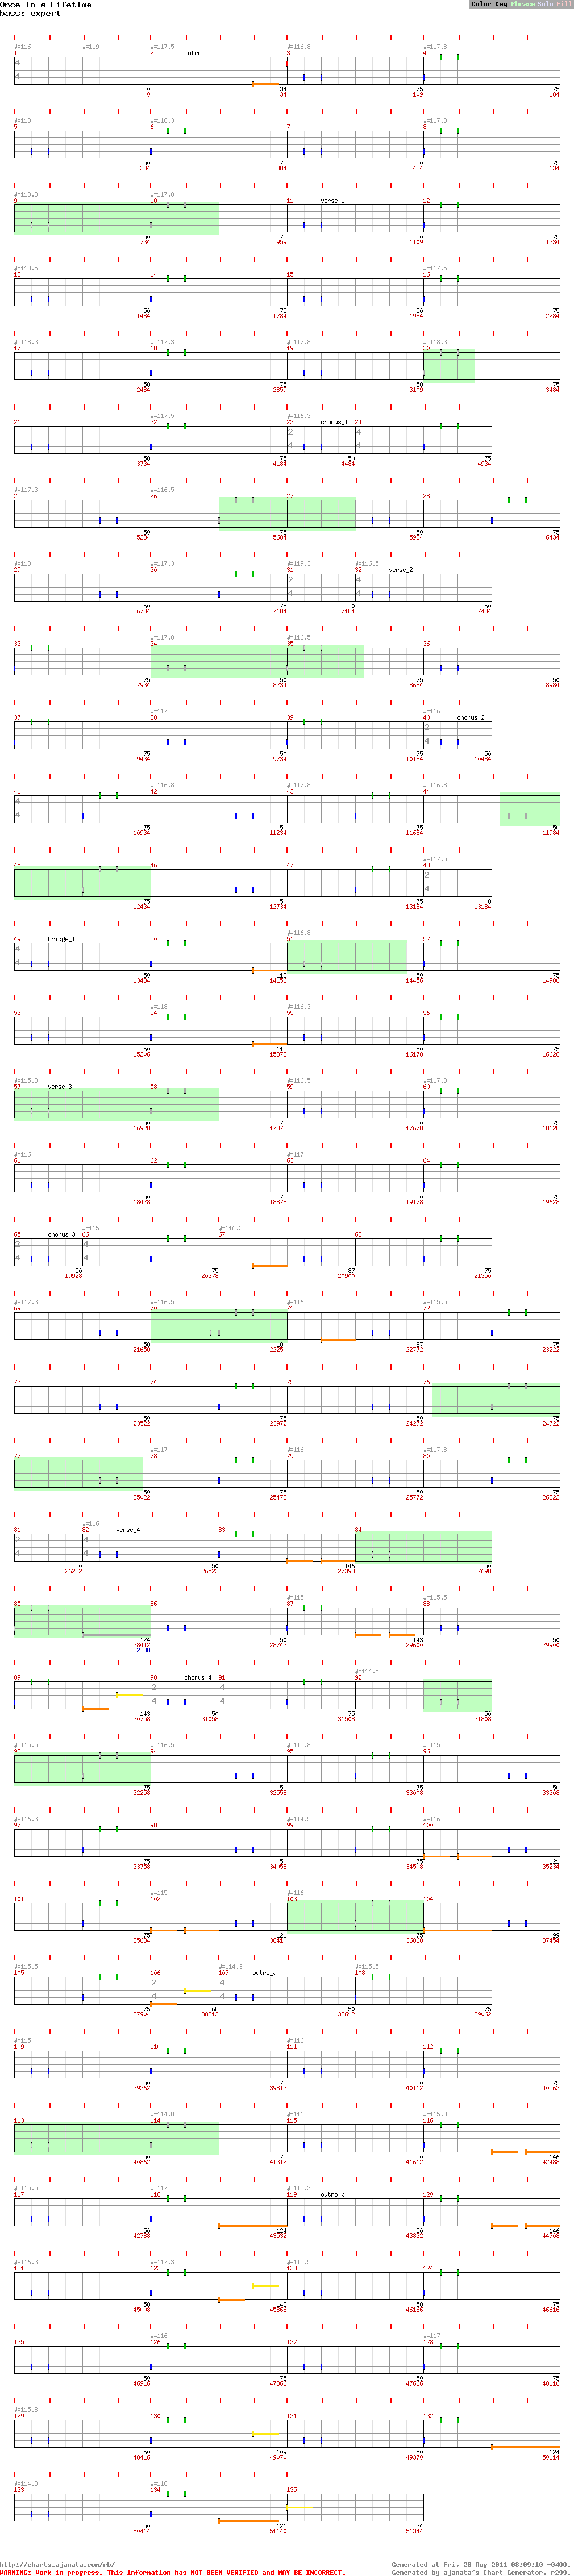 Once In a Lifetime
bass: expert
Color Key Phrase Solo Fill
♩=116 ♩=119 ♩=117.5 ♩=116.8 ♩=117.8
1 2 intro 3 4
4
4
0 34 50 75
0 34 109 184
♩=118 ♩=118.3 ♩=117.8
5 6 7 8
50 75 50 75
234 384 484 634
♩=118.8 ♩=117.8
9 10 11 verse_1 12
50 75 50 75
734 959 1109 1334
♩=118.5 ♩=117.5
13 14 15 16
50 75 50 75
1484 1784 1984 2284
♩=118.3 ♩=117.3 ♩=117.8 ♩=118.3
17 18 19 20
50 75 50 75
2484 2859 3109 3484
♩=117.5 ♩=116.3
21 22 23 chorus_1 24
2 4
4 4
50 75 50 75
3734 4184 4484 4934
♩=117.3 ♩=116.5
25 26 27 28
50 75 50 75
5234 5684 5984 6434
♩=118 ♩=117.3 ♩=119.3 ♩=116.5
29 30 31 32 verse_2
2 4
4 4
50 75 0 50
6734 7184 7184 7484
♩=117.8 ♩=116.5
33 34 35 36
75 50 75 50
7934 8234 8684 8984
♩=117 ♩=116
37 38 39 40 chorus_2
2
4
75 50 75 50
9434 9734 10184 10484
♩=116.8 ♩=117.8 ♩=116.8
41 42 43 44
4
4
75 50 75 50
10934 11234 11684 11984
♩=117.5
45 46 47 48
2
4
75 50 75 0
12434 12734 13184 13184
♩=116.8
49 bridge_1 50 51 52
4
4
50 112 50 75
13484 14156 14456 14906
♩=118 ♩=116.3
53 54 55 56
50 112 50 75
15206 15878 16178 16628
♩=115.3 ♩=116.5 ♩=117.8
57 verse_3 58 59 60
50 75 50 75
16928 17378 17678 18128
♩=116 ♩=117
61 62 63 64
50 75 50 75
18428 18878 19178 19628
♩=115 ♩=116.3
65 chorus_3 66 67 68
2 4
4 4
50 75 87 75
19928 20378 20900 21350
♩=117.3 ♩=116.5 ♩=116 ♩=115.5
69 70 71 72
50 100 87 75
21650 22250 22772 23222
73 74 75 76
50 75 50 75
23522 23972 24272 24722
♩=117 ♩=116 ♩=117.8
77 78 79 80
50 75 50 75
25022 25472 25772 26222
♩=116
81 82 verse_4 83 84
2 4
4 4
0 50 146 50
26222 26522 27398 27698
♩=115 ♩=115.5
85 86 87 88
124 50 143 50
28442 28742 29600 29900
2 OD
♩=114.5
89 90 chorus_4 91 92
2 4
4 4
143 50 75 50
30758 31058 31508 31808
♩=115.5 ♩=116.5 ♩=115.8 ♩=115
93 94 95 96
75 50 75 50
32258 32558 33008 33308
♩=116.3 ♩=114.5 ♩=116
97 98 99 100
75 50 75 121
33758 34058 34508 35234
♩=115 ♩=116
101 102 103 104
75 121 75 99
35684 36410 36860 37454
♩=115.5 ♩=114.3 ♩=115.5
105 106 107 outro_a 108
2 4
4 4
75 68 50 75
37904 38312 38612 39062
♩=115 ♩=116
109 110 111 112
50 75 50 75
39362 39812 40112 40562
♩=114.8 ♩=116 ♩=115.3
113 114 115 116
50 75 50 146
40862 41312 41612 42488
♩=115.5 ♩=117 ♩=115.3
117 118 119 outro_b 120
50 124 50 146
42788 43532 43832 44708
♩=116.3 ♩=117.3 ♩=115.5
121 122 123 124
50 143 50 75
45008 45866 46166 46616
♩=116 ♩=117
125 126 127 128
50 75 50 75
46916 47366 47666 48116
♩=115.8
129 130 131 132
50 109 50 124
48416 49070 49370 50114
♩=114.8 ♩=118
133 134 135
50 121 34
50414 51140 51344
http://charts.ajanata.com/rb/
Generated at Fri, 26 Aug 2011 08:09:18 -0400,
WARNING: Work in progress. This information has NOT BEEN VERIFIED and MAY BE INCORRECT.
Generated by ajanata's Chart Generator, r299,